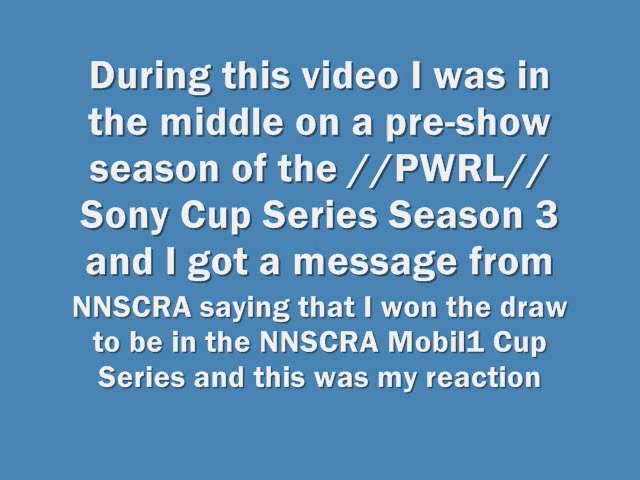 During this video I was in
the middle on a pre-show
season of the //PWRL//
Sony Cup Series Season 3
and I got a message from
NNSCRA saying that I won the draw
to be in the NNSCRA Mobil1 Cup
Series and this was my reaction